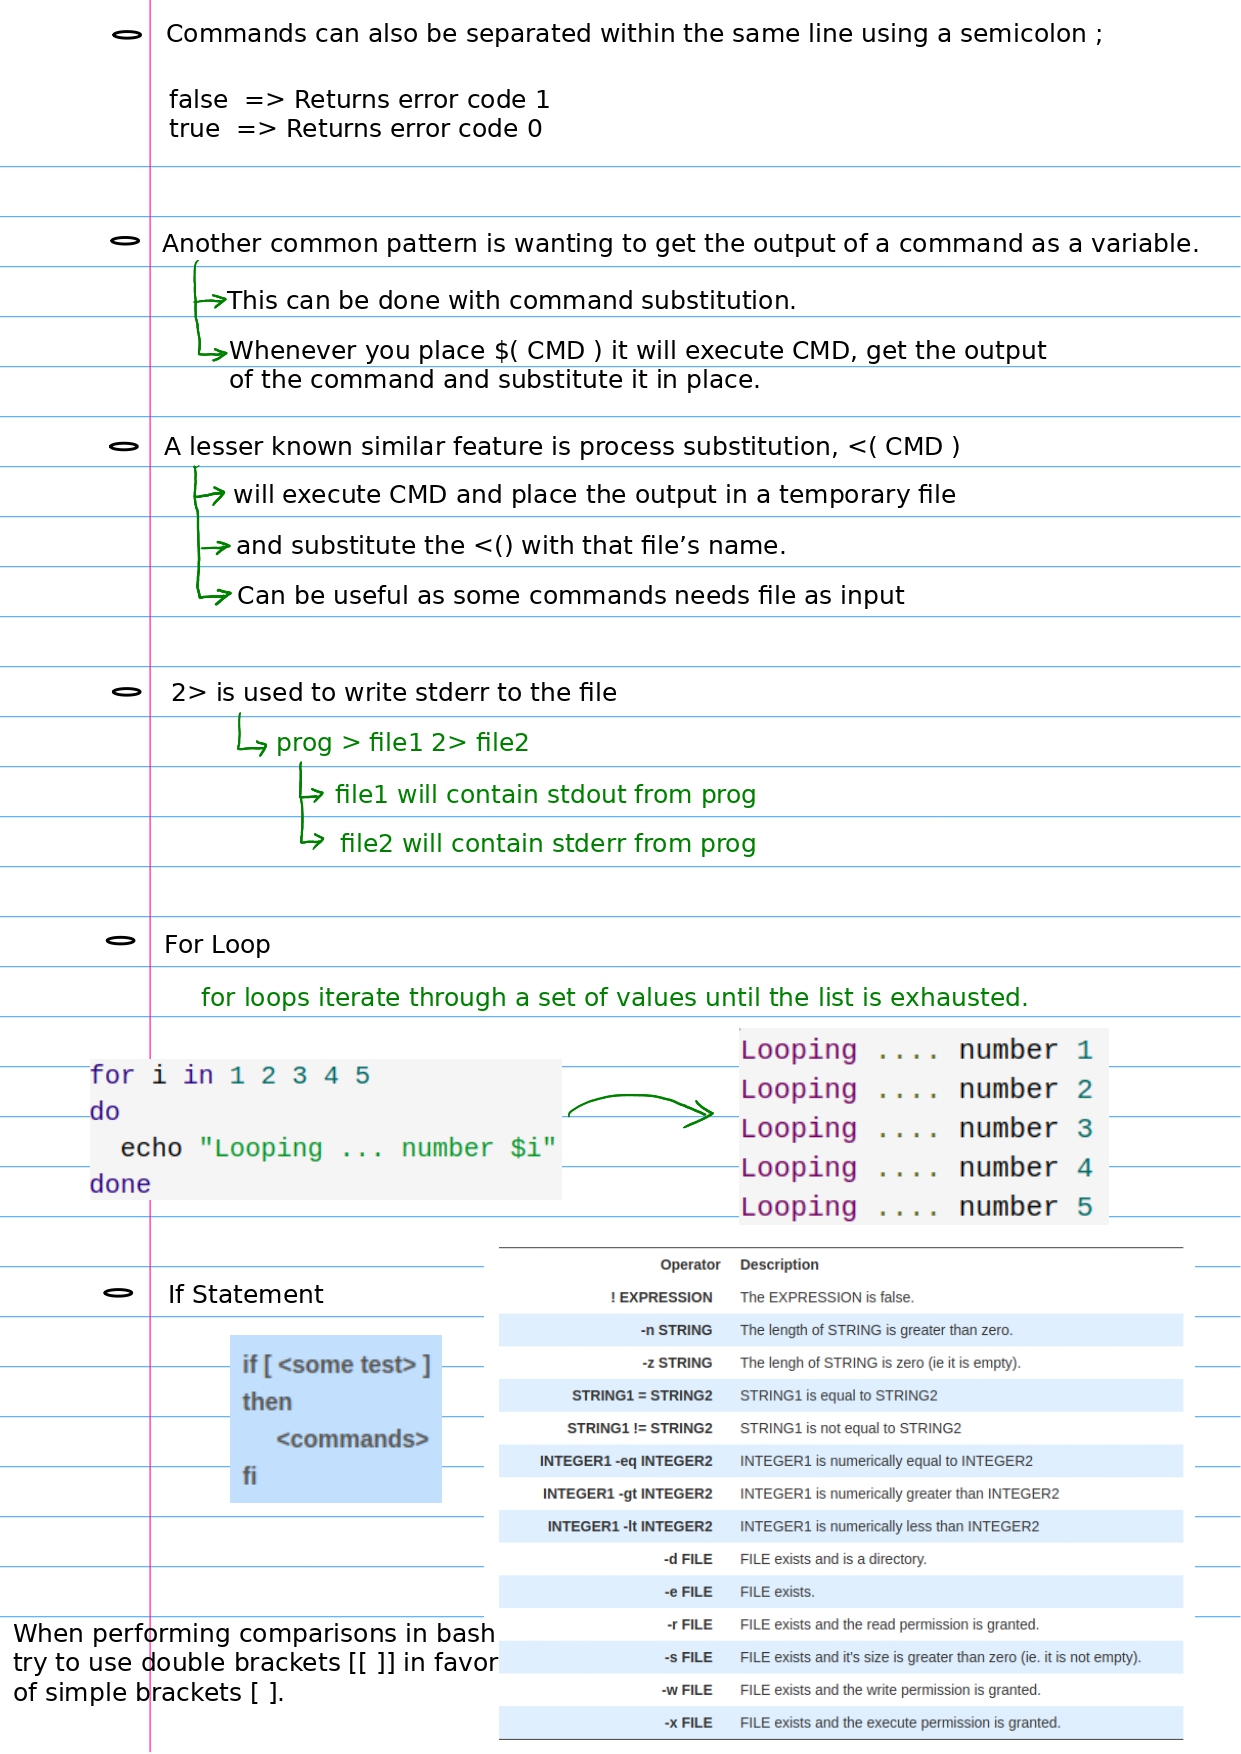 Commands can also be separated within the same line using a semicolon ;
false => Returns error code 1
true => Returns error code 0
Another common pattern is wanting to get the output of a command as a variable.
This can be done with command substitution.
Whenever you place $( CMD ) it will execute CMD, get the output
of the command and substitute it in place.
A lesser known similar feature is process substitution, <( CMD )
will execute CMD and place the output in a temporary file
and substitute the <() with that file’s name.
Can be useful as some commands needs file as input
2> is used to write stderr to the file
prog > file1 2> file2
file1 will contain stdout from prog
file2 will contain stderr from prog
For Loop
for loops iterate through a set of values until the list is exhausted.
for i in 1 2 3 4 5
do
echo "Looping ... number $i"
done
Looping .... number 1
Looping .... number 2
Looping .... number 3
Looping .... number 4
Looping .... number 5
If Statement
if [ <some test> ]
then
<commands>
fi
When performing comparisons in bash
try to use double brackets [[ ]] in favor
of simple brackets [ ].
Operator Description
! EXPRESSION The EXPRESSION is false.
-n STRING The length of STRING is greater than zero.
-z STRING The lengh of STRING is zero (ie it is empty).
STRING1 = STRING2 STRING1 is equal to STRING2
STRING1 != STRING2 STRING1 is not equal to STRING2
INTEGER1 -eq INTEGER2 INTEGER1 is numerically equal to INTEGER2
INTEGER1 -gt INTEGER2 INTEGER1 is numerically greater than INTEGER2
INTEGER1 -lt INTEGER2 INTEGER1 is numerically less than INTEGER2
-d FILE FILE exists and is a directory.
-e FILE FILE exists.
-r FILE FILE exists and the read permission is granted.
-s FILE FILE exists and it's size is greater than zero (ie. it is not empty).
-w FILE FILE exists and the write permission is granted.
-x FILE FILE exists and the execute permission is granted.